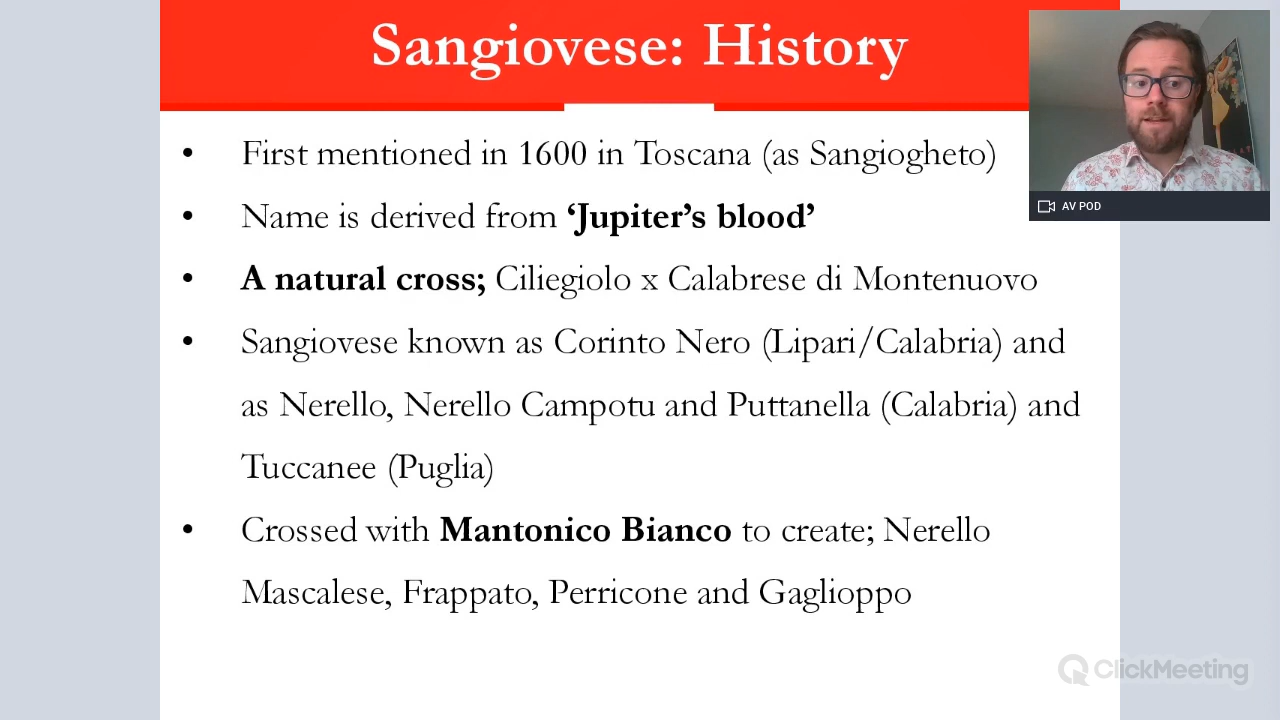 Sangiovese: History
AV POD
• First mentioned in 1600 in Toscana (as Sangiogheto)
• Name is derived from ‘Jupiter’s blood’
• A natural cross; Ciliegiolo x Calabrese di Montenuovo
• Sangiovese known as Corinto Nero (Lipari/Calabria) and
as Nerello, Nerello Campotu and Puttanella (Calabria) and
Tuccanee (Puglia)
• Crossed with Mantonico Bianco to create; Nerello
Mascalese, Frappato, Perricone and Gaglioppo
ClickMeeting